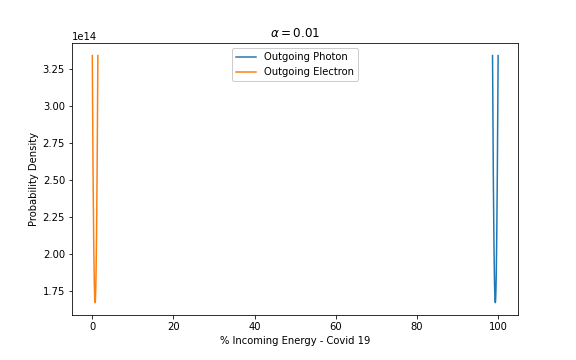 α = 0.01
1e14
Outgoing Photon
Outgoing Electron
Probability Density
3.25
3.00
2.75
2.50
2.25
2.00
1.75
0 20 40 60 80 100
% Incoming Energy - Covid 19